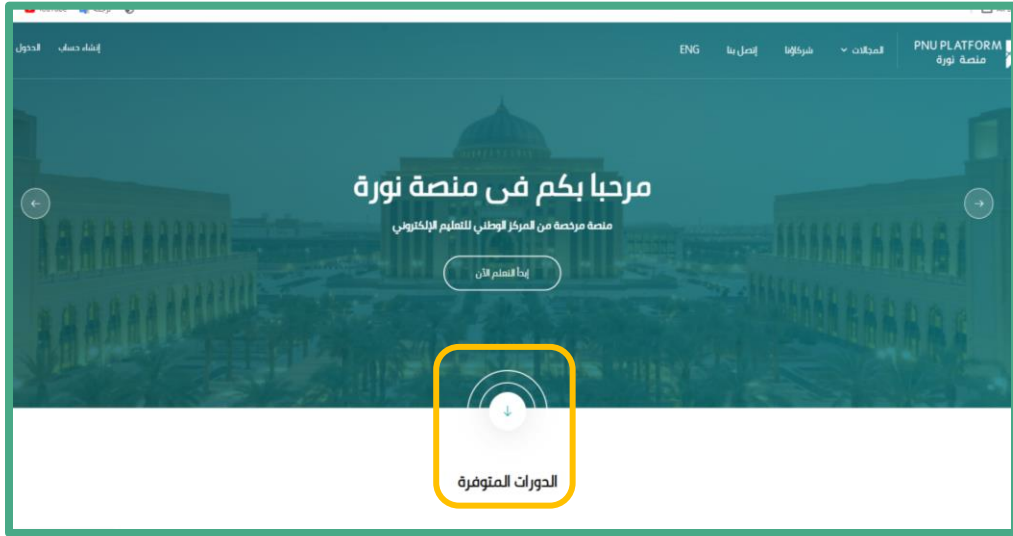 PNU PLATFORM
منصة نورة
المجالات
شركاؤنا
إتصل بنا
ENG
إنشاء حساب
الدخول
مرحبا بكم في منصة نورة
منصة مرخصة من المركز الوطني للتعليم الإلكتروني
إبدأ التعلم الآن
الدورات المتوفرة